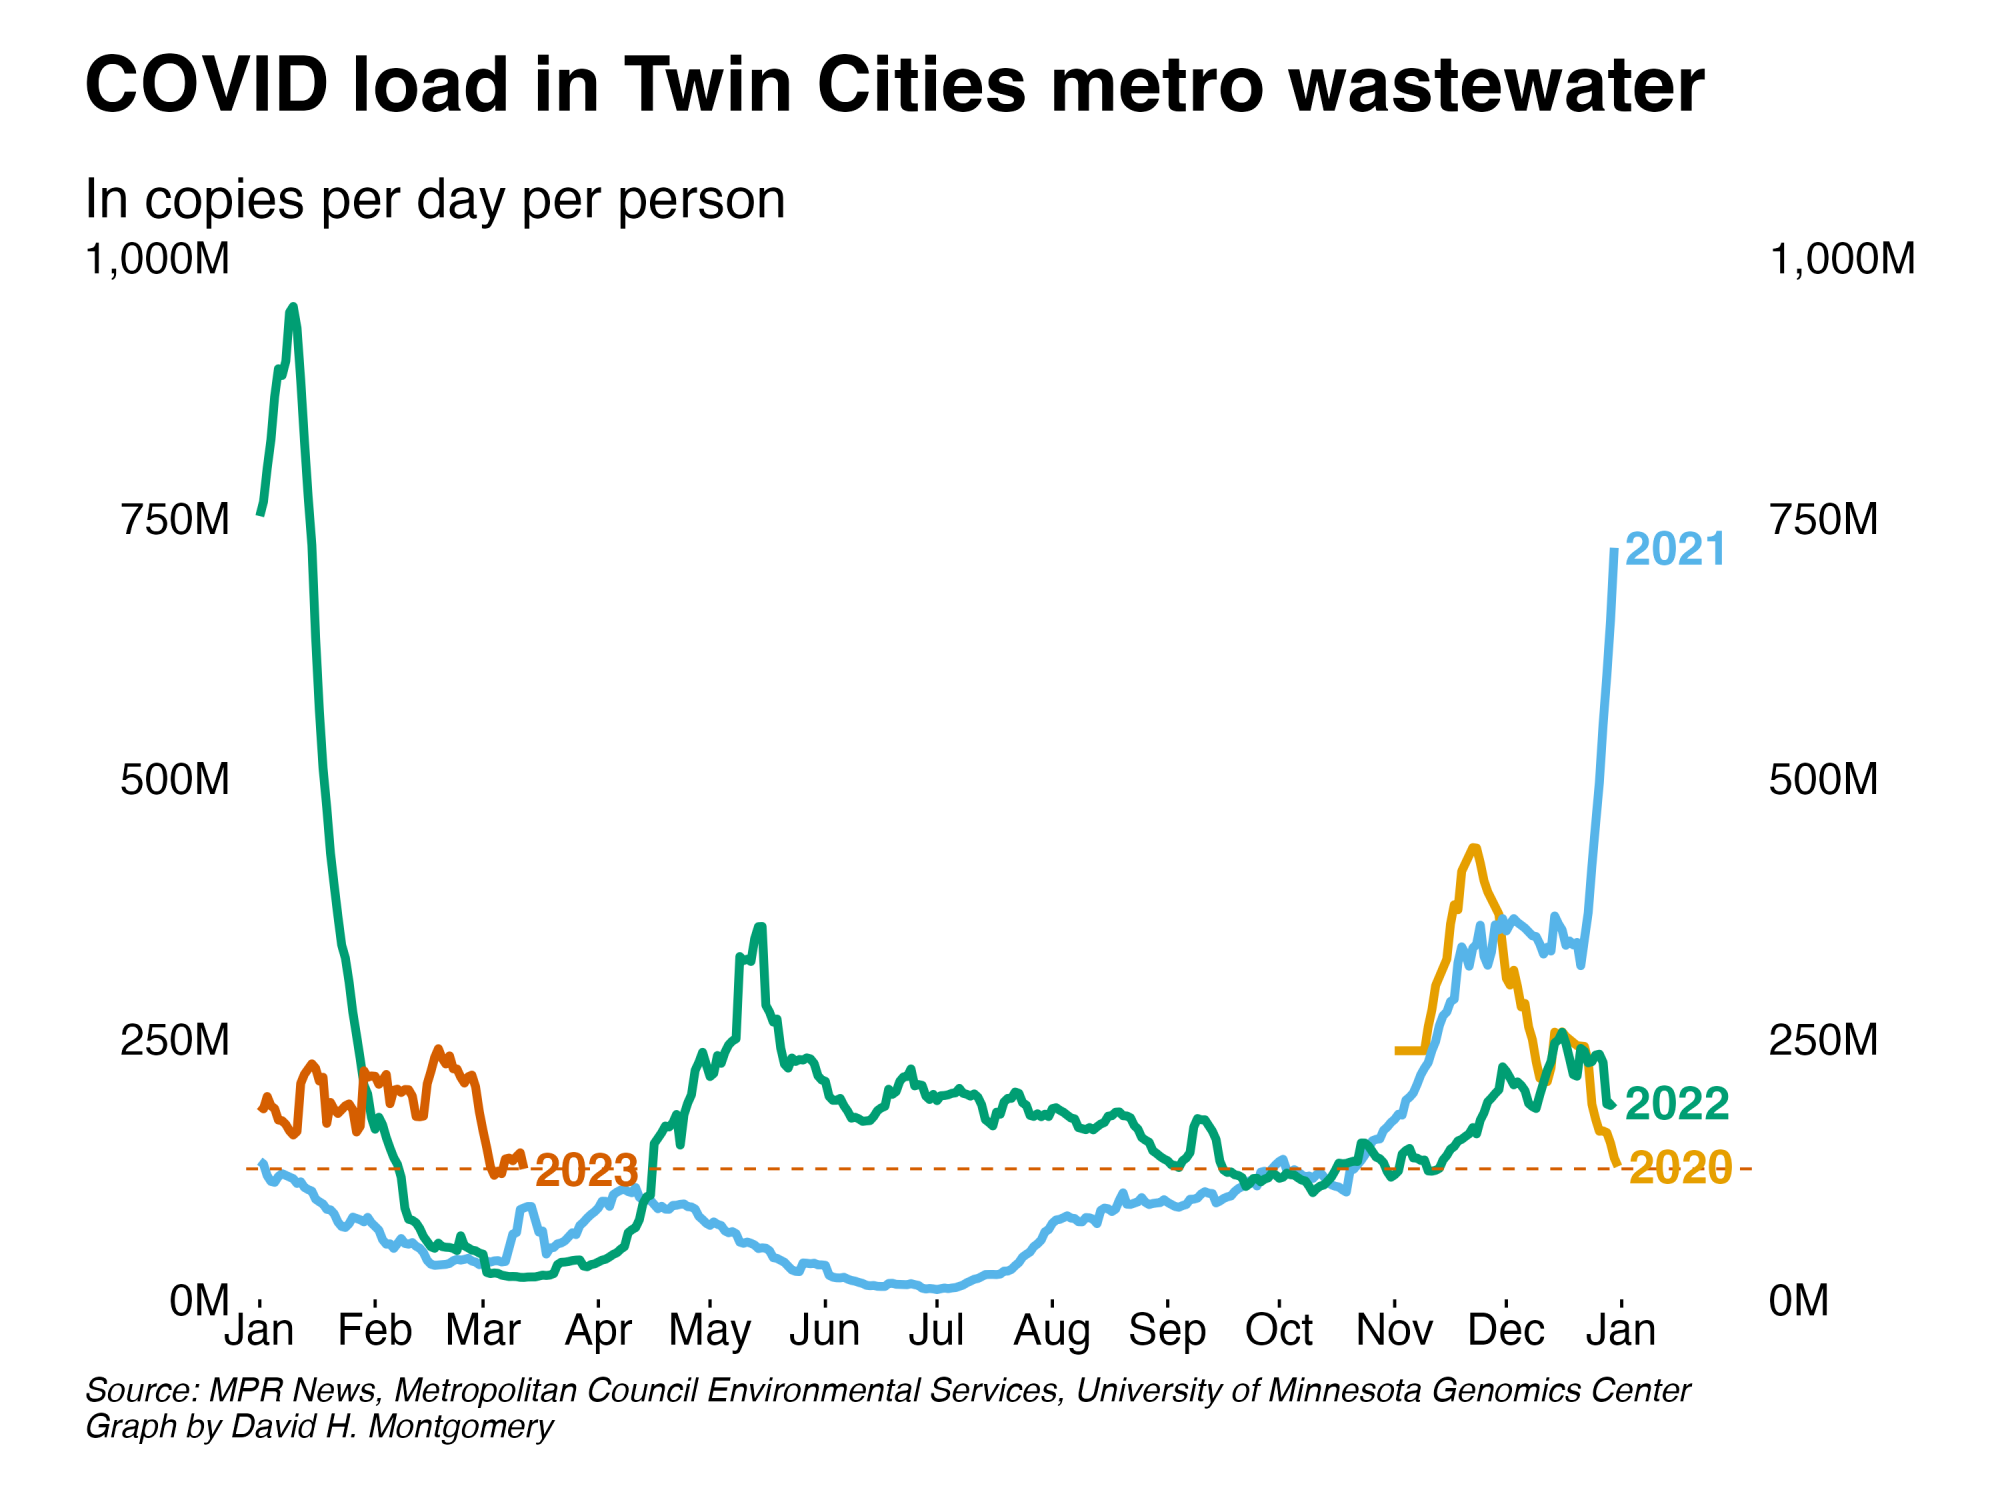 COVID load in Twin Cities metro wastewater
In copies per day per person
1,000M 1,000M
750M 750M
2021
500M 500M
250M 250M
2022
2023 2020
0M 0M
Jan Feb Mar Apr May Jun Jul Aug Sep Oct Nov Dec Jan
Source: MPR News, Metropolitan Council Environmental Services, University of Minnesota Genomics Center
Graph by David H. Montgomery